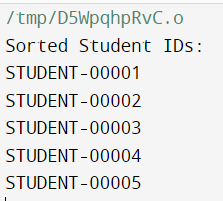 /tmp/D5WpqhpRvC.o
Sorted Student IDs:
STUDENT-00001
STUDENT-00002
STUDENT-00003
STUDENT-00004
STUDENT-00005